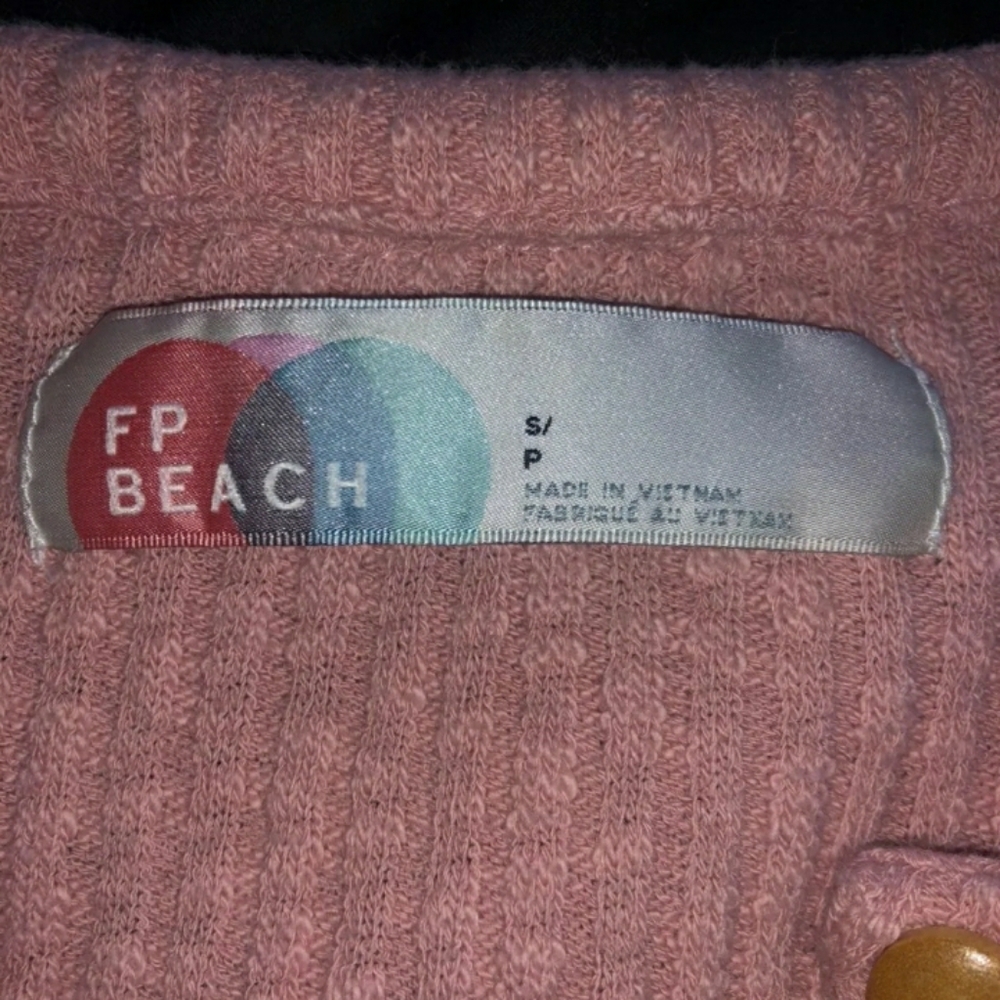 FP
BEACH
S/
P
MADE IN VIETNAM
FABRIQUÉ AU VIETNAM